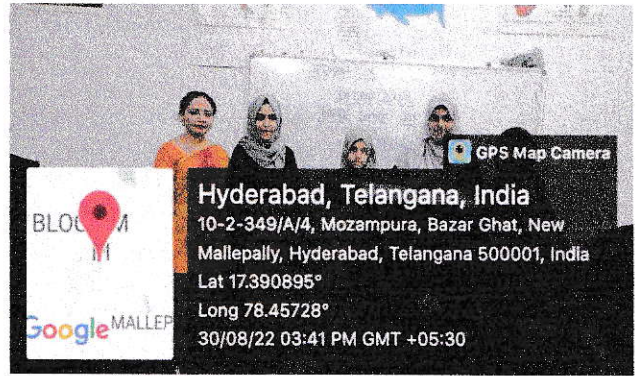 GPS Map Camera
Hyderabad, Telangana, India
10-2-349/A/4, Mozampura, Bazar Ghat, New
Mallepally, Hyderabad, Telangana 500001, India
Lat 17.390895°
Long 78.45728°
30/08/22 03:41 PM GMT +05:30
MALLEP
Google